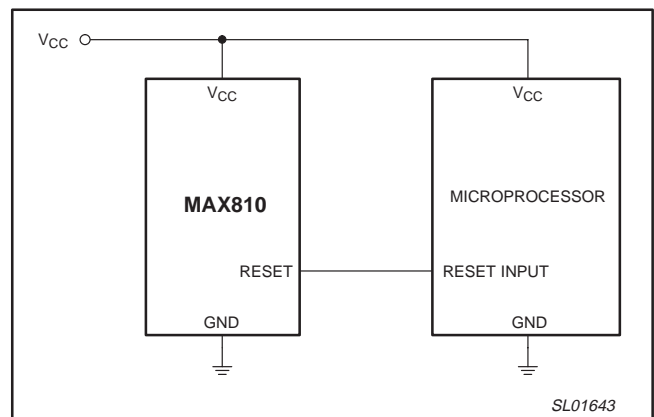 VCC
VCC VCC
MAX810 MICROPROCESSOR
RESET RESET INPUT
GND GND
SL01643